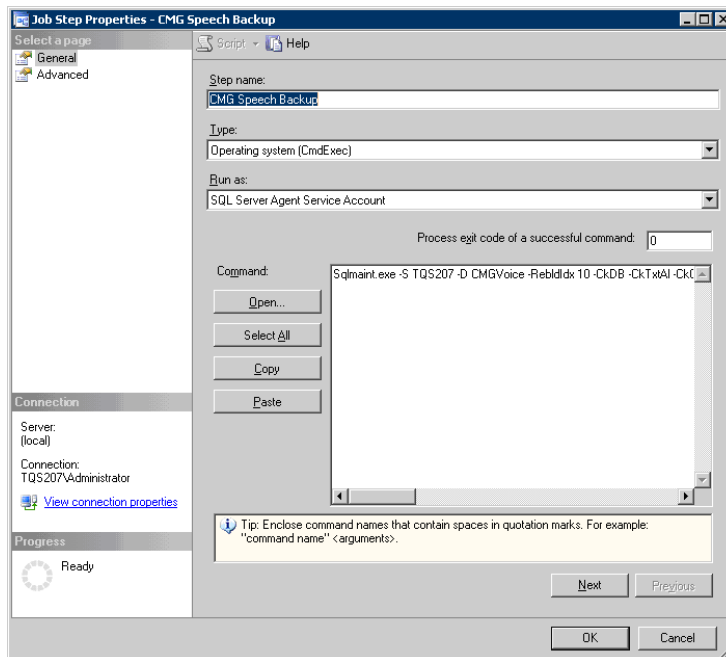 Job Step Properties - CMG Speech Backup
Select a page
General
Advanced
Script
Help
Step name:
CMG Speech Backup
Type:
Operating system (CmdExec)
Run as:
SQL Server Agent Service Account
Process exit code of a successful command:
0
Command:
Open...
Select All
Copy
Paste
Sqlmaint.exe -S TQS207 -D CMGVoice -RebldIdx 10 -CkDB -CkTxtAl
Connection
Server:
(local)
Connection:
TQS207\Administrator
View connection properties
Progress
Ready
Tip: Enclose command names that contain spaces in quotation marks. For example:
"command name" <arguments>.
Next
Previous
OK
Cancel